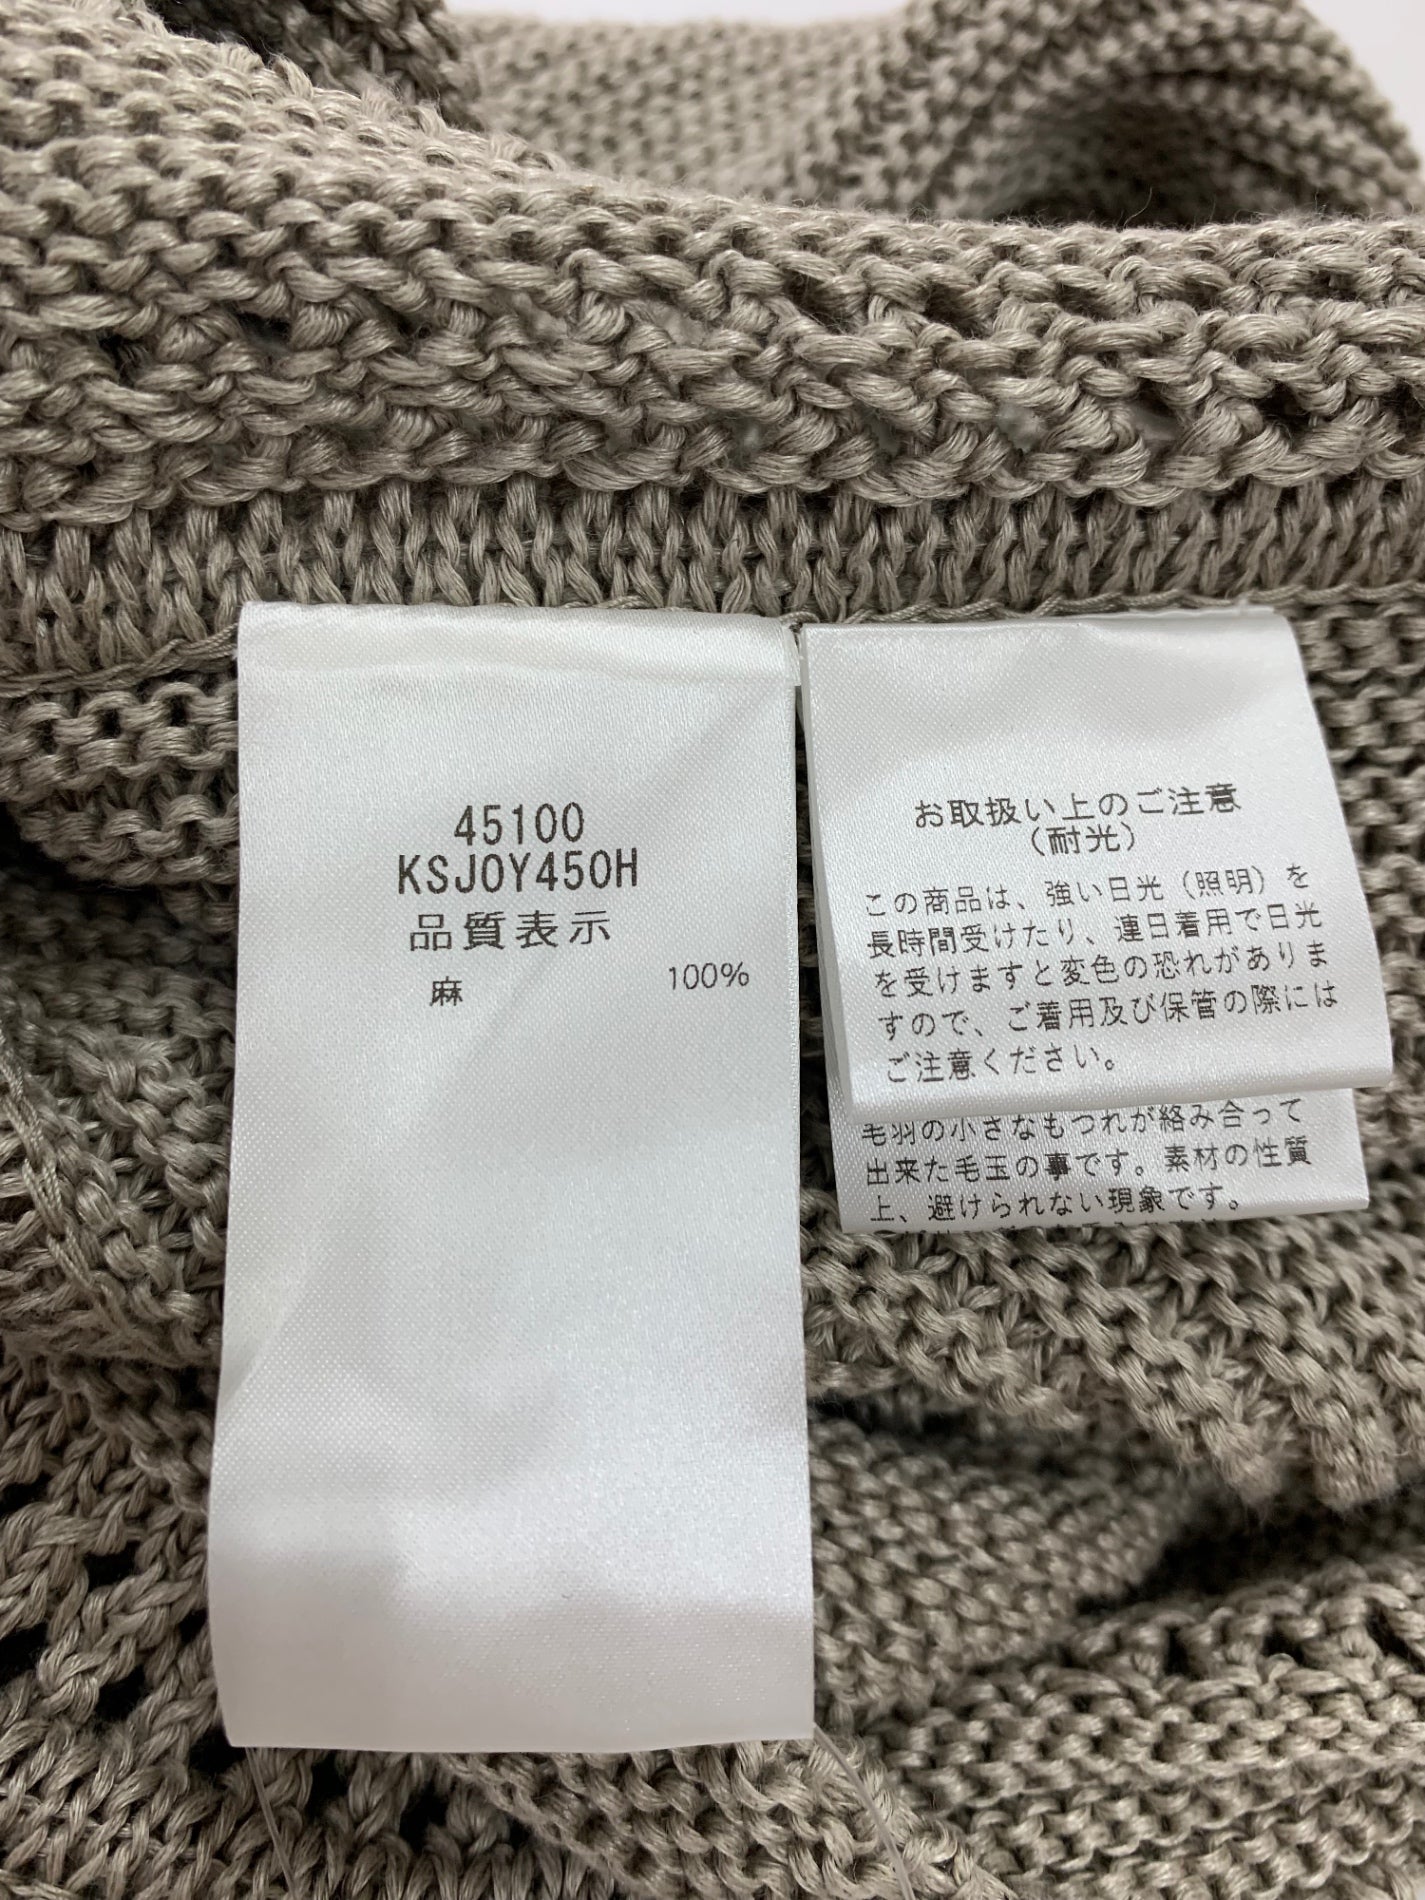 45100
KSJOY450H
品質表示
麻 100%
お取扱い上のご注意
(耐光)
この商品は、強い日光(照明)を
長時間受けたり、連日着用で日光
を受けますと変色の恐れがありま
すので、ご着用及び保管の際には
ご注意ください。
毛羽の小さなもつれが絡み合って
出来た毛玉の事です。素材の性質
上、避けられない現象です。